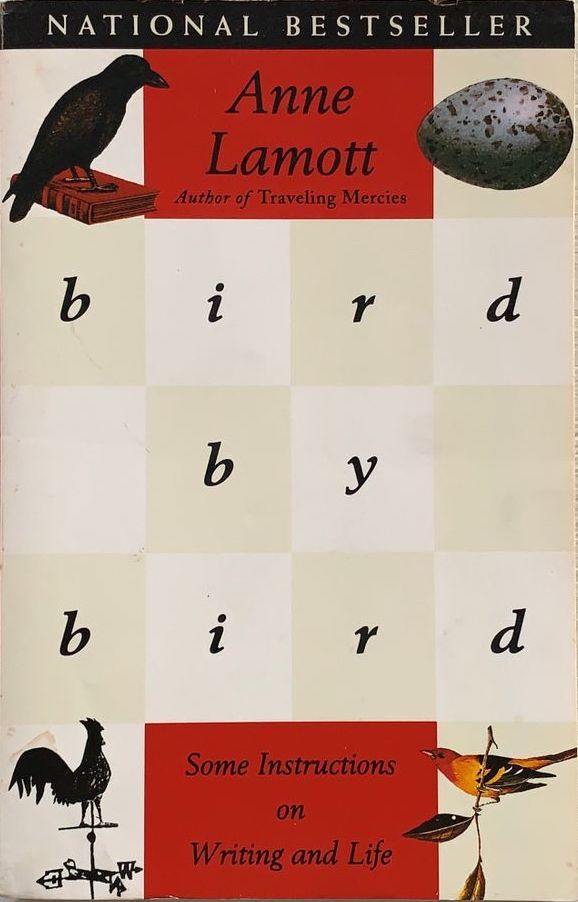 NATIONAL BESTSELLER
Anne
Lamott
Author of Traveling Mercies
b i r d
b y
b i r d
Some Instructions
on
Writing and Life
W